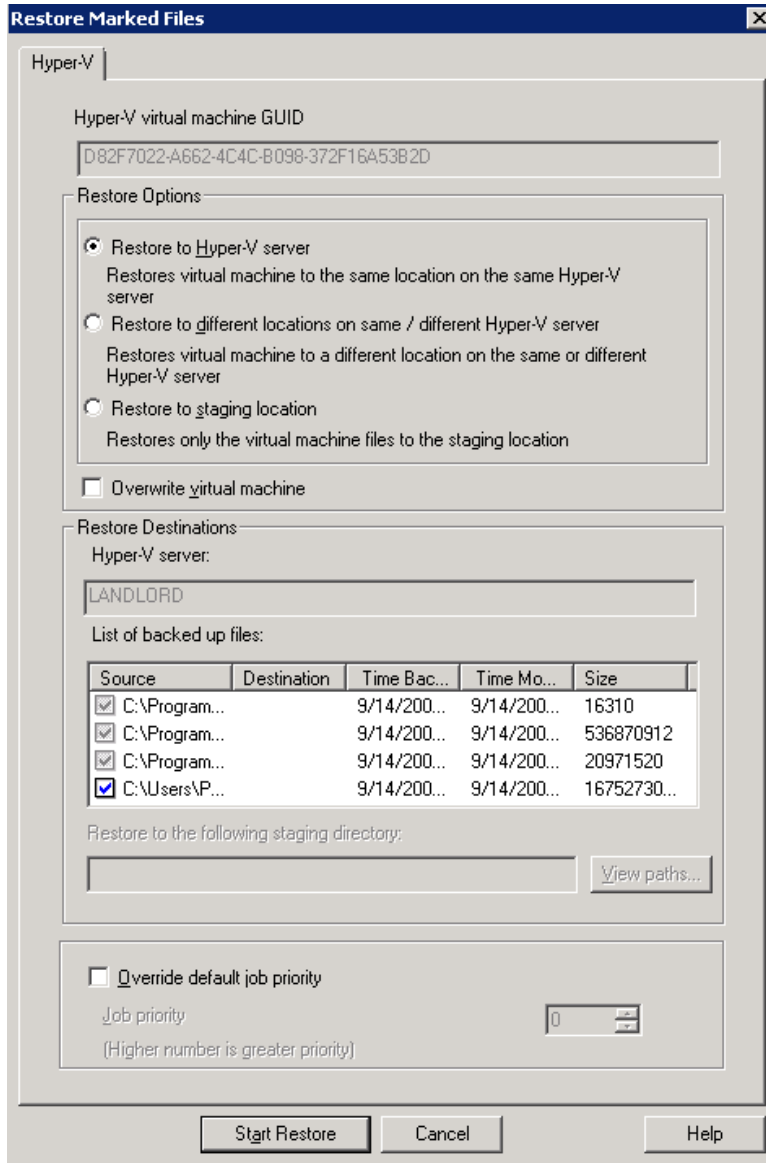 Restore Marked Files
Hyper-V
Hyper-V virtual machine GUID
D82F7022-A662-4C4C-B098-372F16A53B2D
Restore Options
Restore to Hyper-V server
Restores virtual machine to the same location on the same Hyper-V
server
Restore to different locations on same / different Hyper-V server
Restores virtual machine to a different location on the same or different
Hyper-V server
Restore to staging location
Restores only the virtual machine files to the staging location
Overwrite virtual machine
Restore Destinations
Hyper-V server:
LANDLORD
List of backed up files:
Source Destination Time Bac... Time Mo... Size
C:\Program... 9/14/200... 9/14/200... 16310
C:\Program... 9/14/200... 9/14/200... 536870912
C:\Program... 9/14/200... 9/14/200... 20971520
C:\Users\P... 9/14/200... 9/14/200... 16752730...
Restore to the following staging directory:
View paths...
Override default job priority
Job priority 0
(Higher number is greater priority)
Start Restore Cancel Help